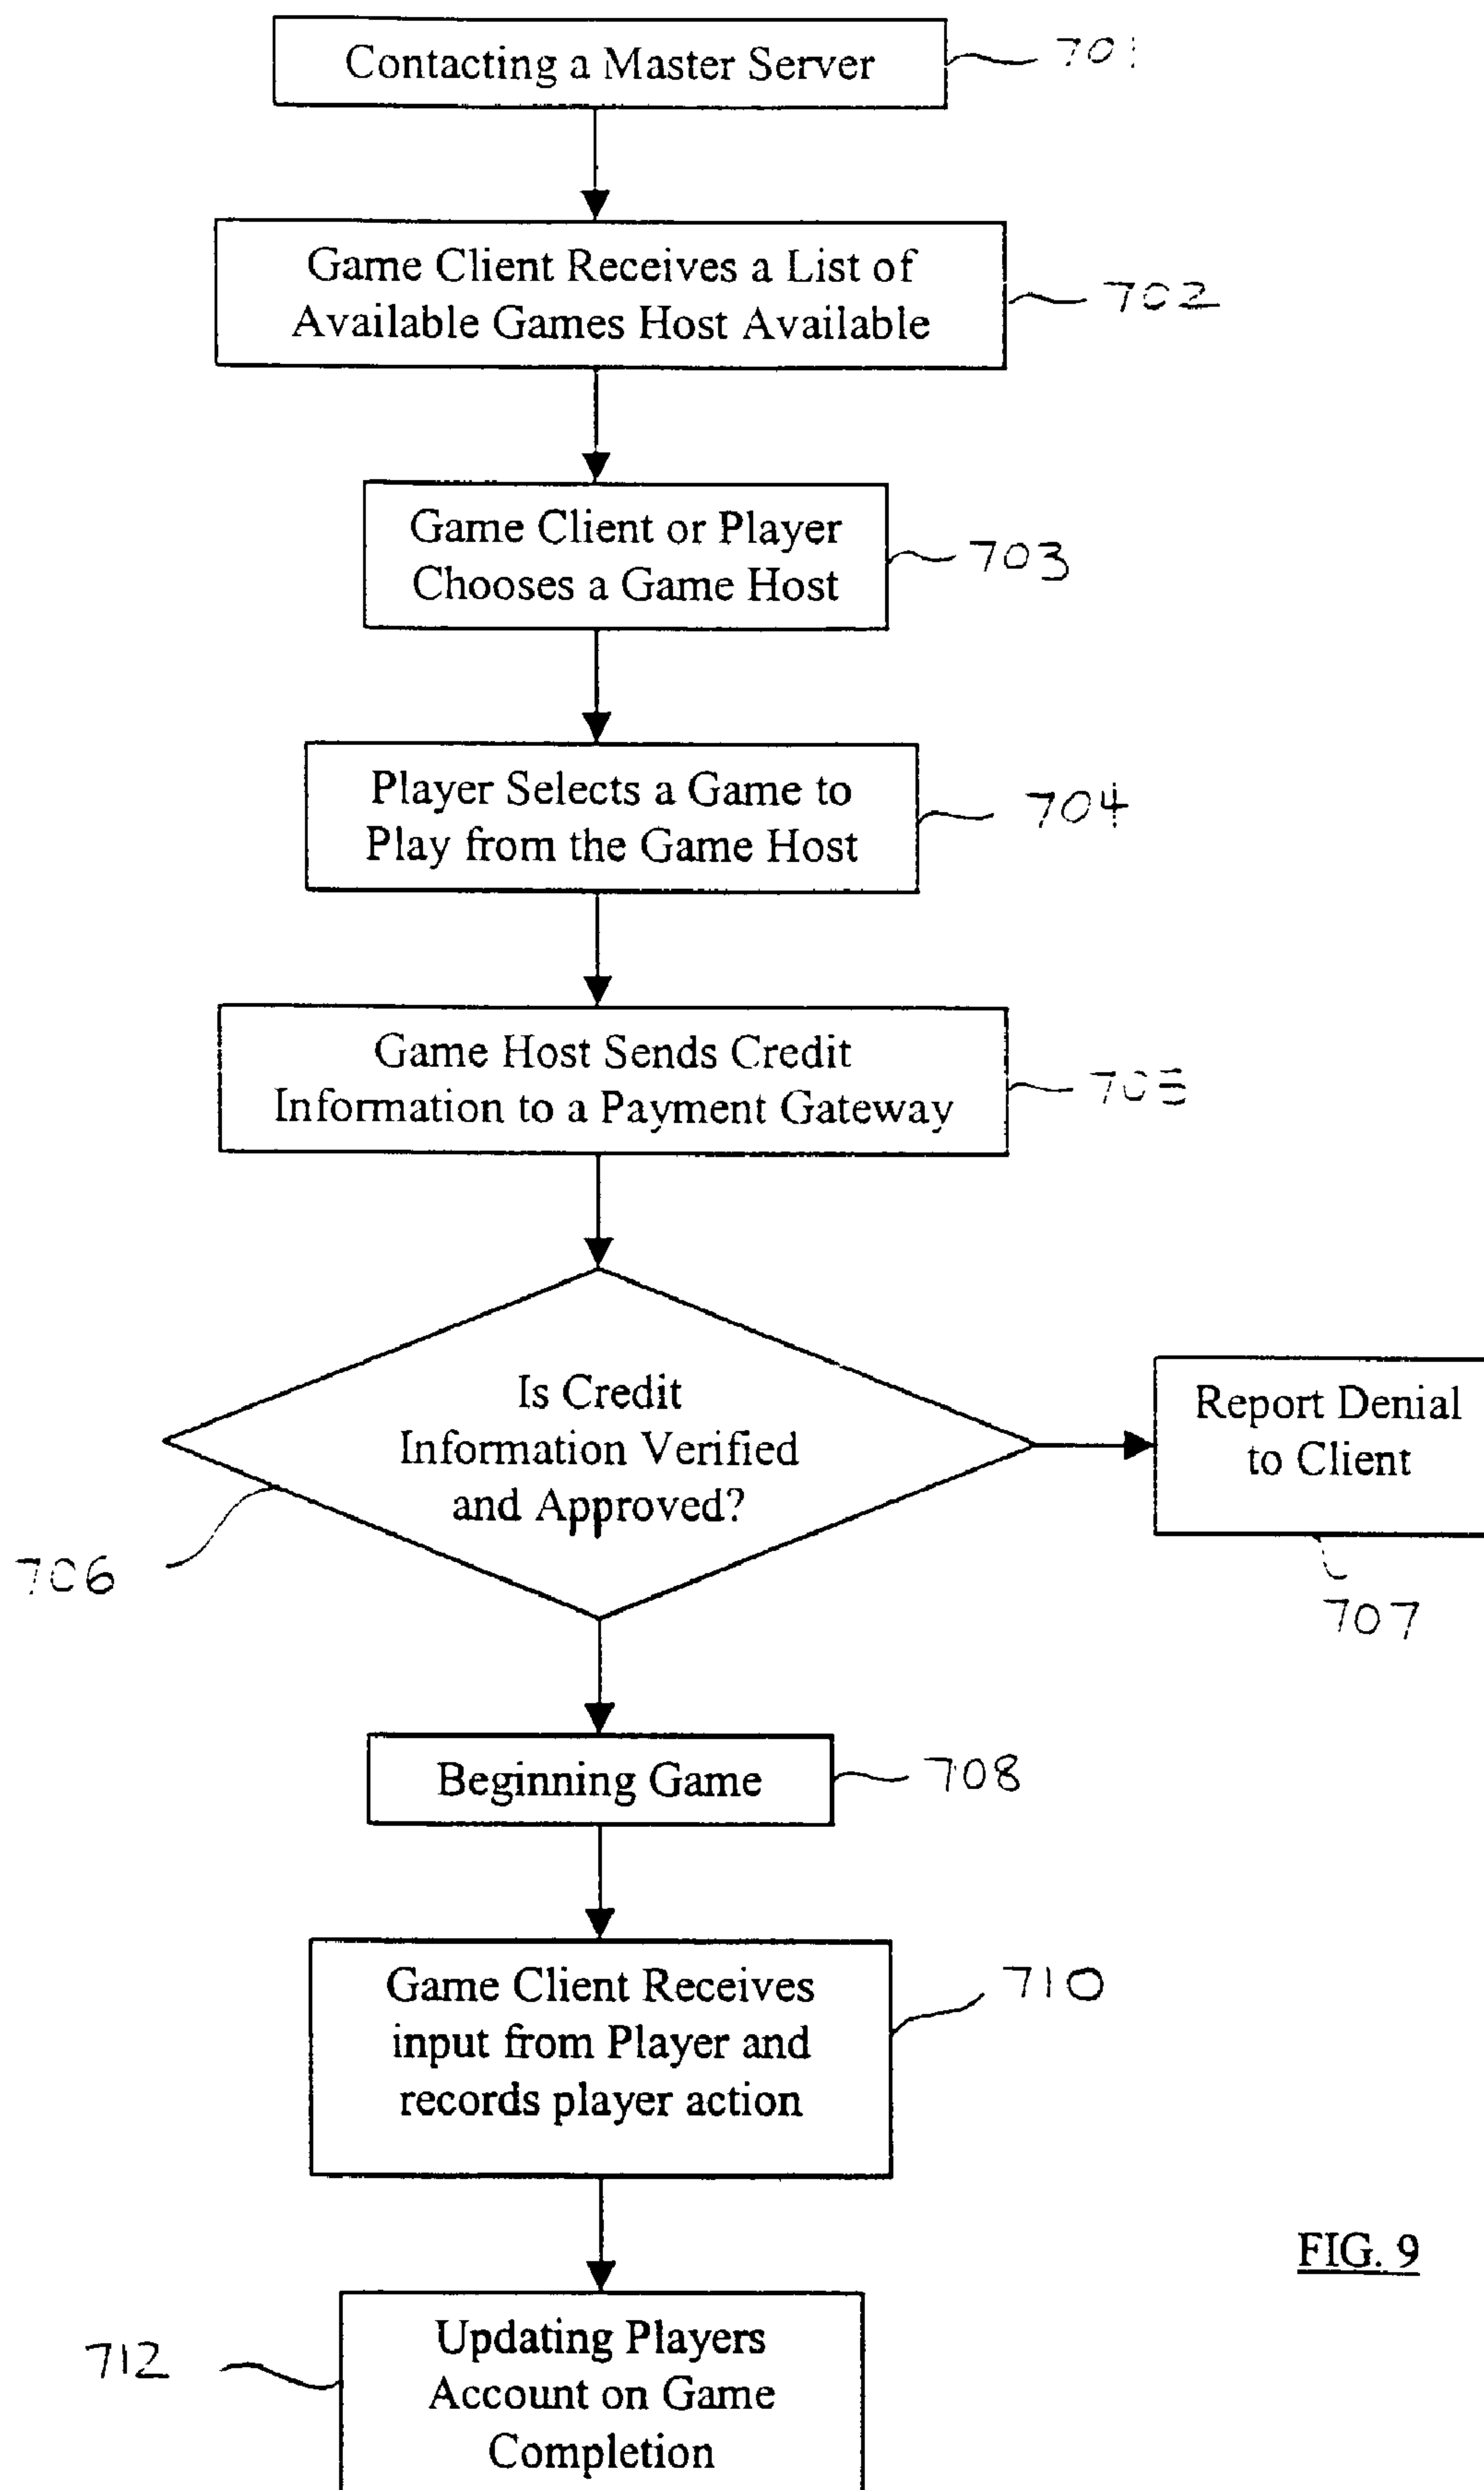 Contacting a Master Server
701
Game Client Receives a List of
Available Games Host Available
702
Game Client or Player
Chooses a Game Host
703
Player Selects a Game to
Play from the Game Host
704
Game Host Sends Credit
Information to a Payment Gateway
705
Is Credit
Information Verified
and Approved?
706
Report Denial
to Client
707
Beginning Game
708
Game Client Receives
input from Player and
records player action
710
FIG. 9
Updating Players
Account on Game
Completion
712